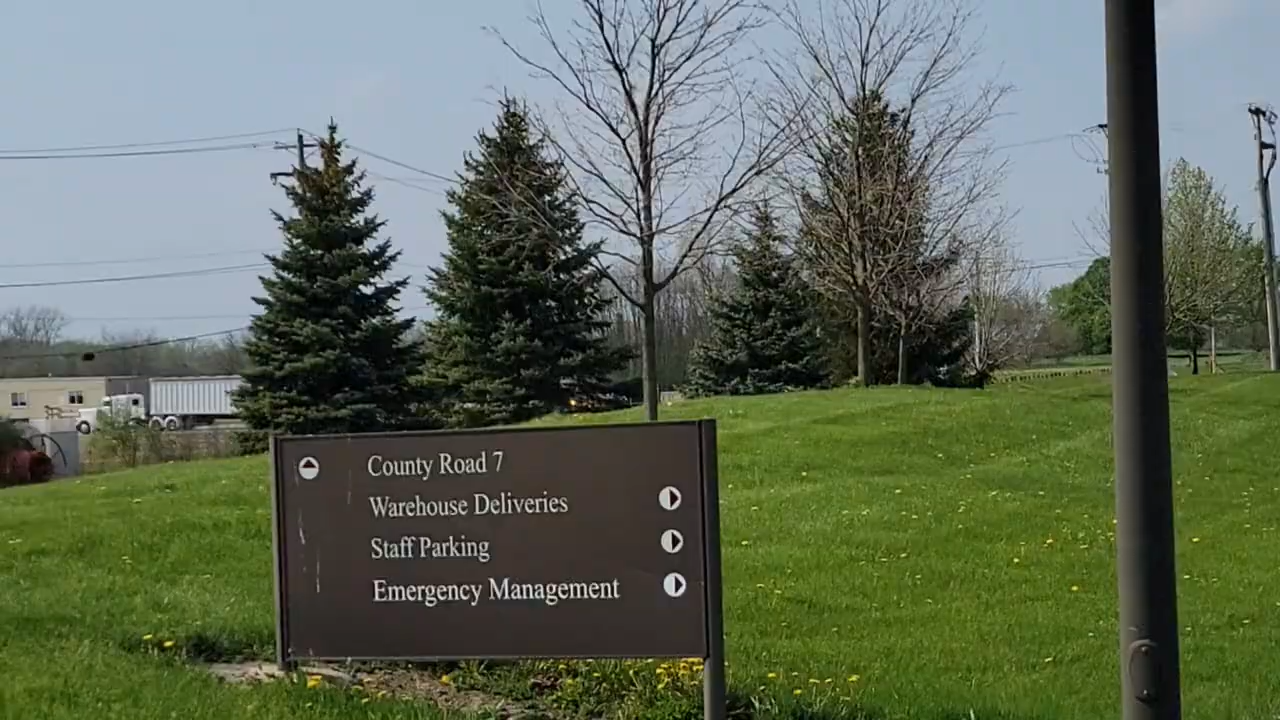 County Road 7
Warehouse Deliveries
Staff Parking
Emergency Management